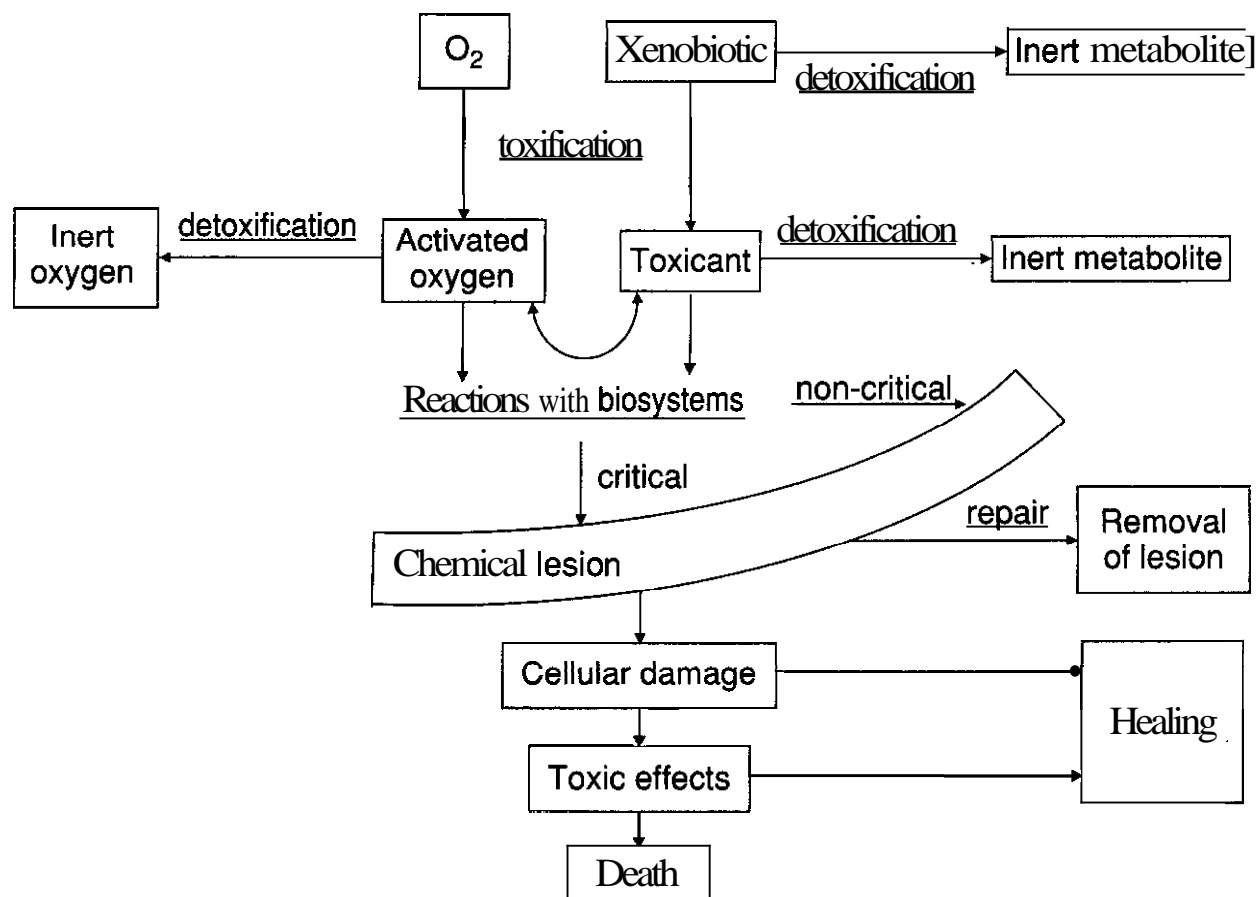 O₂
Xenobiotic
detoxification
Inert metabolite]
toxification
Inert
oxygen
detoxification
Activated
oxygen
Toxicant
detoxification
Inert metabolite
Reactions with biosystems
non-critical
critical
Chemical lesion
repair
Removal
of lesion
Cellular damage
Healing
Toxic effects
Death